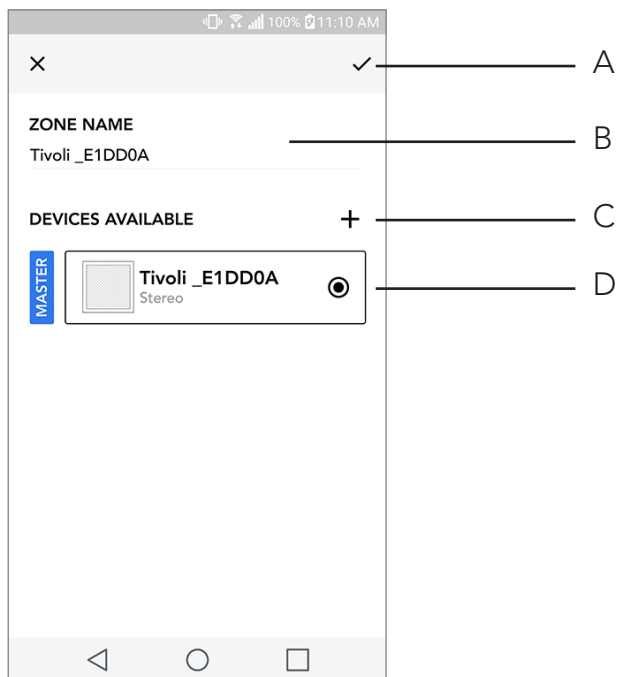 100% 11:10 AM
A
ZONE NAME
B
Tivoli _E1DD0A
DEVICES AVAILABLE
C
MASTER
Tivoli _E1DD0A
Stereo
D